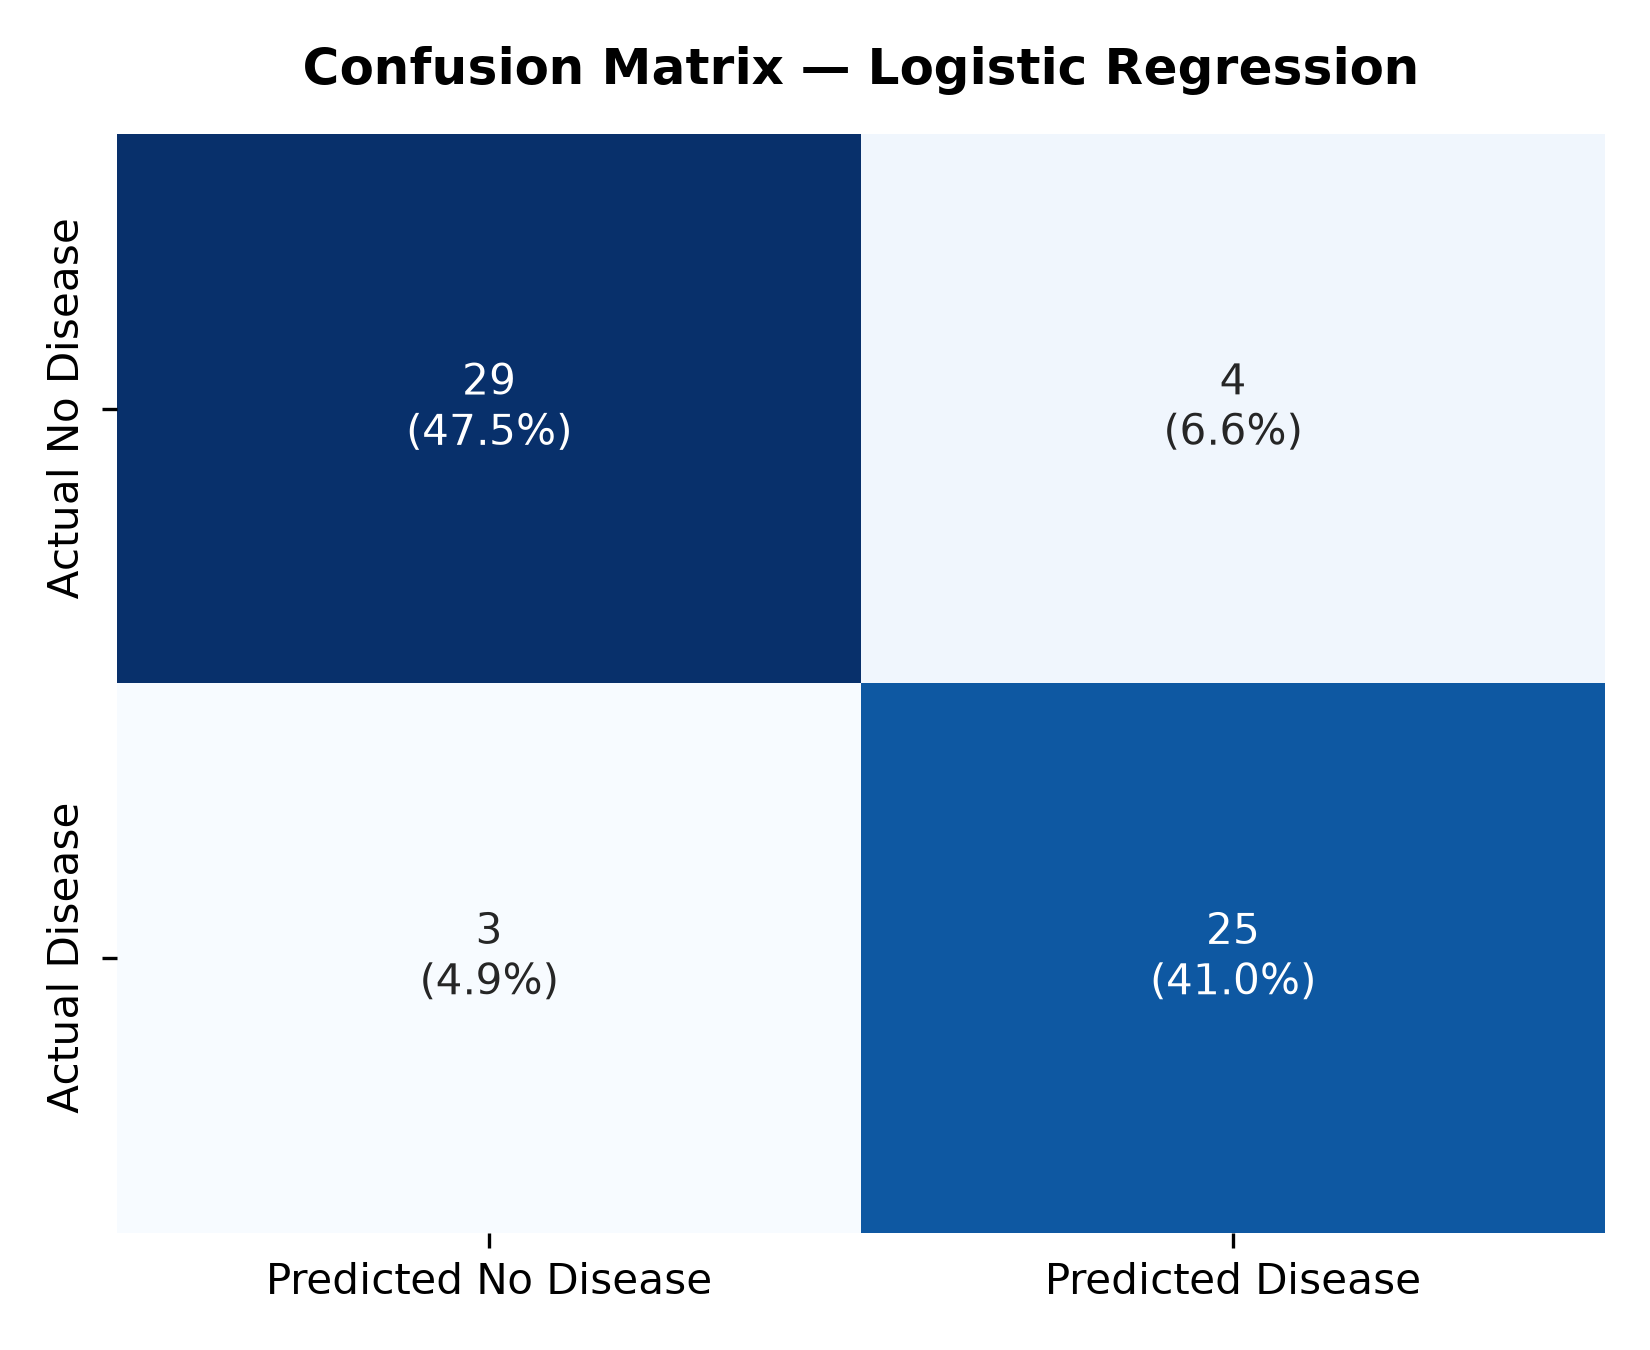 Confusion Matrix — Logistic Regression
Actual No Disease
29
(47.5%)
4
(6.6%)
Actual Disease
3
(4.9%)
25
(41.0%)
Predicted No Disease
Predicted Disease